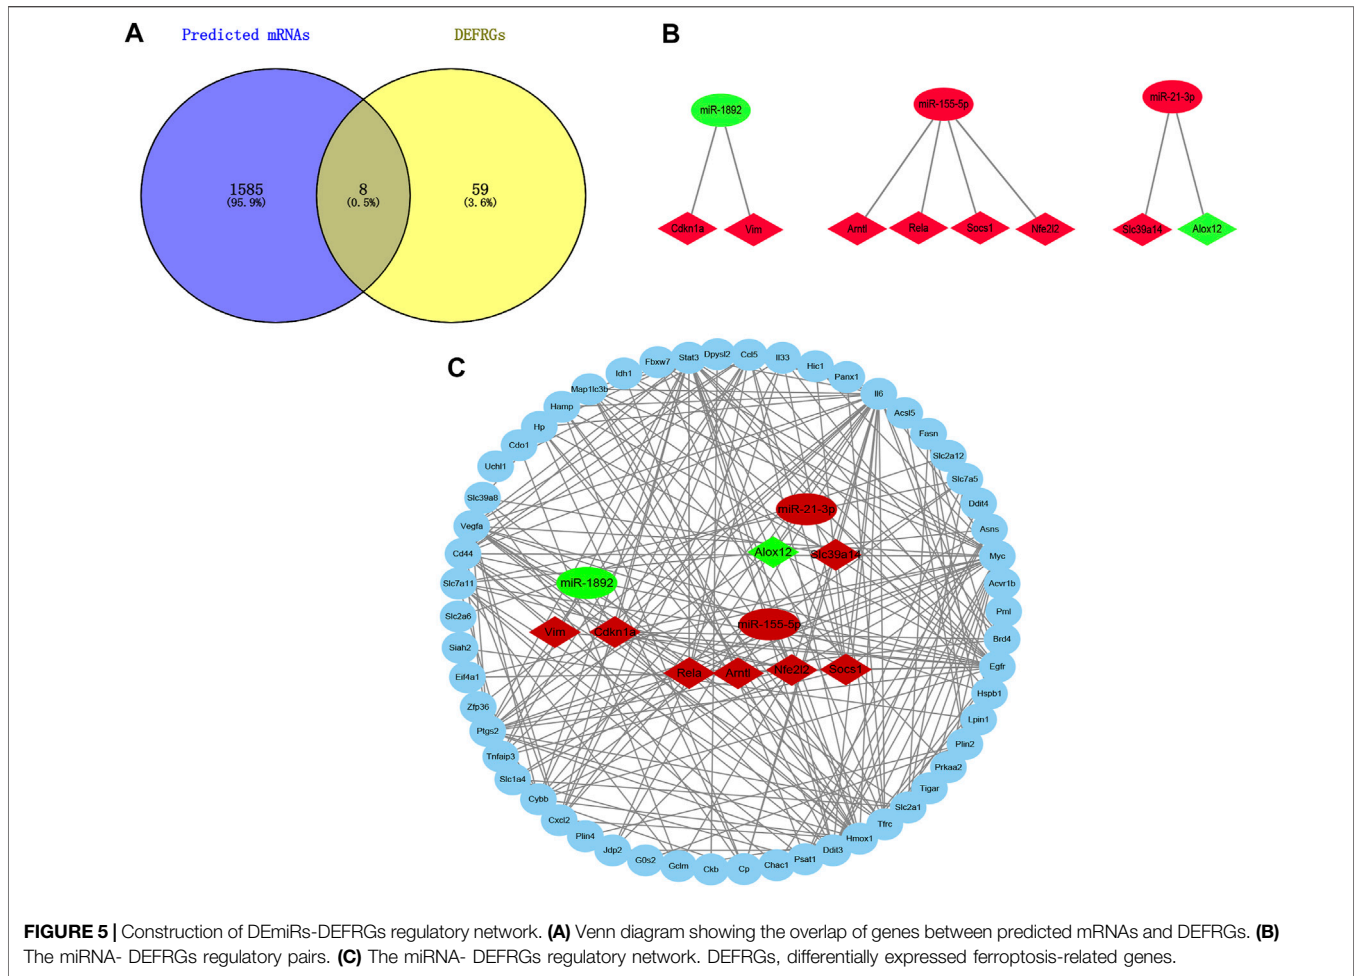 A
Predicted mRNAs
DEFRGs
1585
(95.9%)
8
(0.5%)
59
(3.6%)
B
miR-1892
Cdkn1a
Vim
miR-155-5p
Arntl
Rela
Socs1
Nfe2l2
miR-21-3p
Slc39a14
Alox12
C
Stat3
Dpysl2
Ccl5
Il33
Hic1
Panx1
Il6
Acsl5
Fasn
Slc2a12
Slc7a5
Ddit4
Asns
Myc
Acvr1b
Pml
Brd4
Egfr
Hspb1
Lpin1
Plin2
Prkaa2
Tigar
Slc2a1
Tfrc
Hmox1
Ddit3
Psat1
Chac1
Cp
Ckb
Gclm
G0s2
Jdp2
Plin4
Cxcl2
Cybb
Slc1a4
Tnfaip3
Ptgs2
Zfp36
Eif4a1
Siah2
Slc2a6
Slc7a11
Cd44
Vegfa
Slc39a8
Uchl1
Cdo1
Hp
Hamp
Map1lc3b
Idh1
Fbxw7
miR-21-3p
Alox12
Slc39a14
miR-1892
Vim
Cdkn1a
miR-155-5p
Rela
Arntl
Nfe2l2
Socs1
FIGURE 5 | Construction of DEmiRs-DEFRGs regulatory network. (A) Venn diagram showing the overlap of genes between predicted mRNAs and DEFRGs. (B)
The miRNA- DEFRGs regulatory pairs. (C) The miRNA- DEFRGs regulatory network. DEFRGs, differentially expressed ferroptosis-related genes.